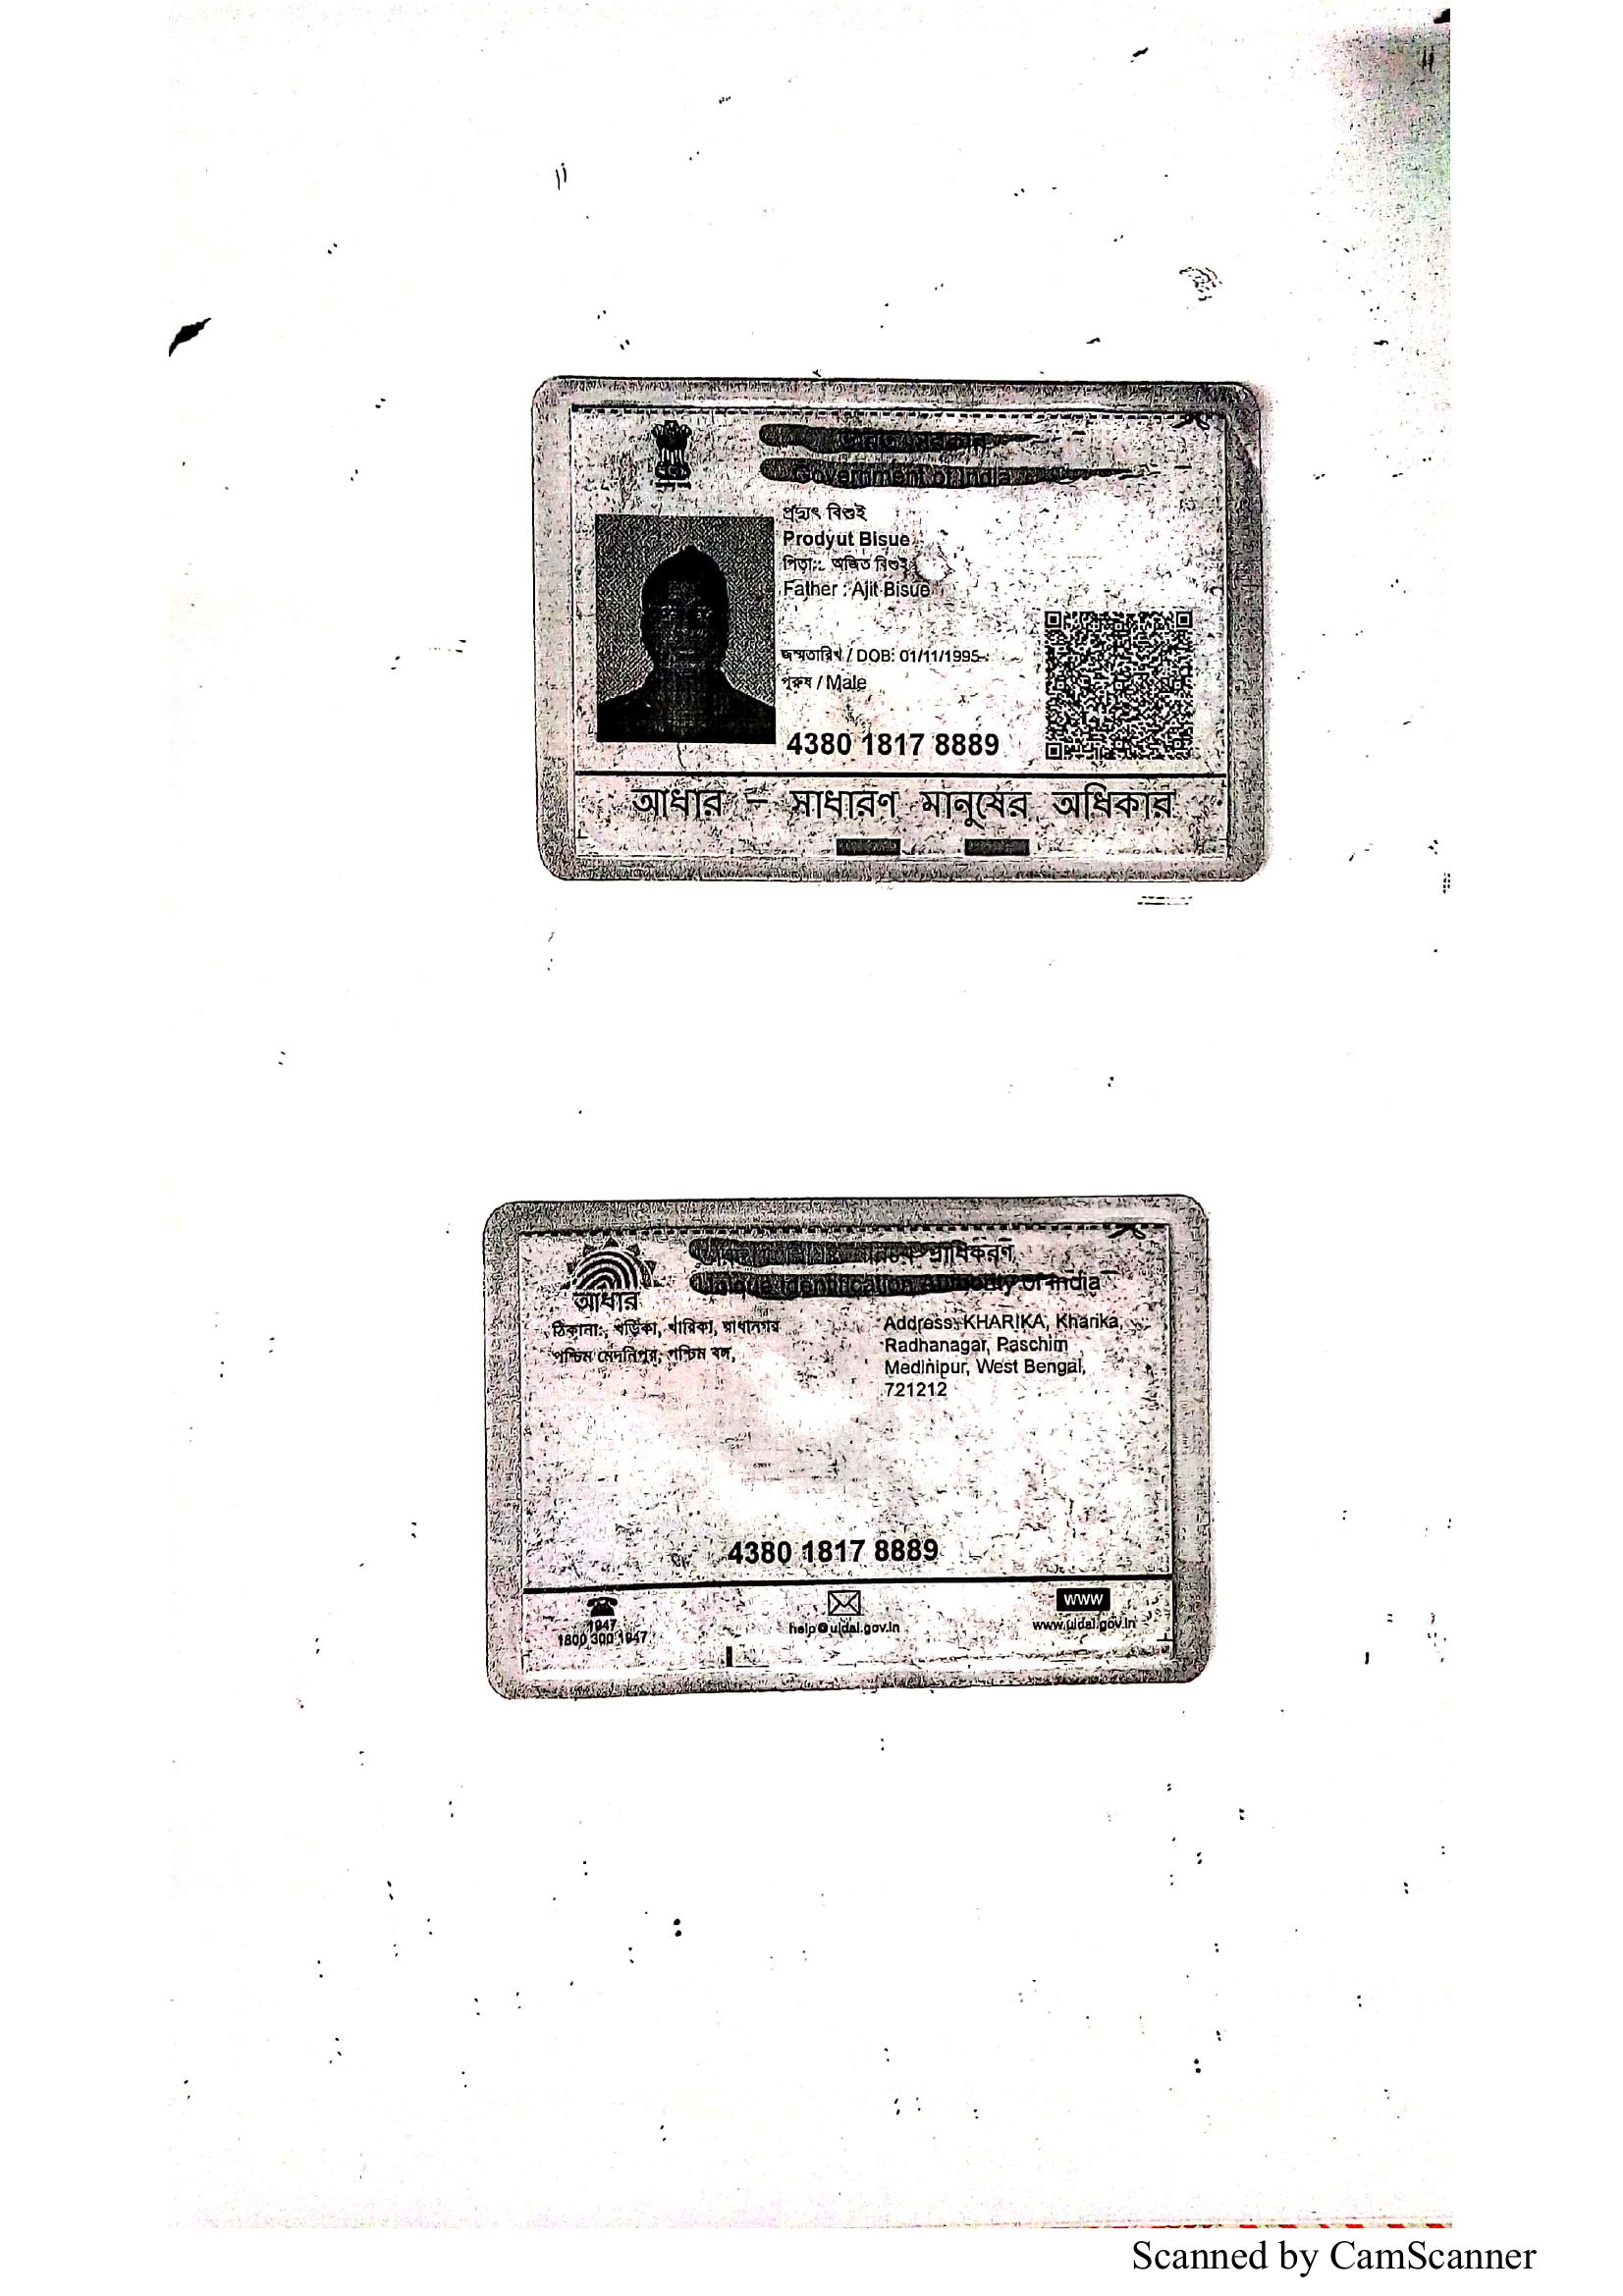 ভারত সরকার
Government of India
প্রদ্যুৎ বিশুই
Prodyut Bisue
পিতা: অজিত বিশুই
Father : Ajit Bisue
জন্মতারিখ / DOB: 01/11/1995
পুরুষ / Male
4380 1817 8889
আধার – সাধারণ মানুষের অধিকার
প্রাধিকরণ
Unique Identification Authority of India
আধার
ঠিকানা: খড়িকা, খারিকা, রাধানগর
পশ্চিম মেদনিপুর, পশ্চিম বঙ্গ,
Address: KHARIKA, Kharika,
Radhanagar, Paschim
Medinipur, West Bengal,
721212
4380 1817 8889
1947
1800 300 1947
help@uidai.gov.in
WWW
www.uidai.gov.in
Scanned by CamScanner